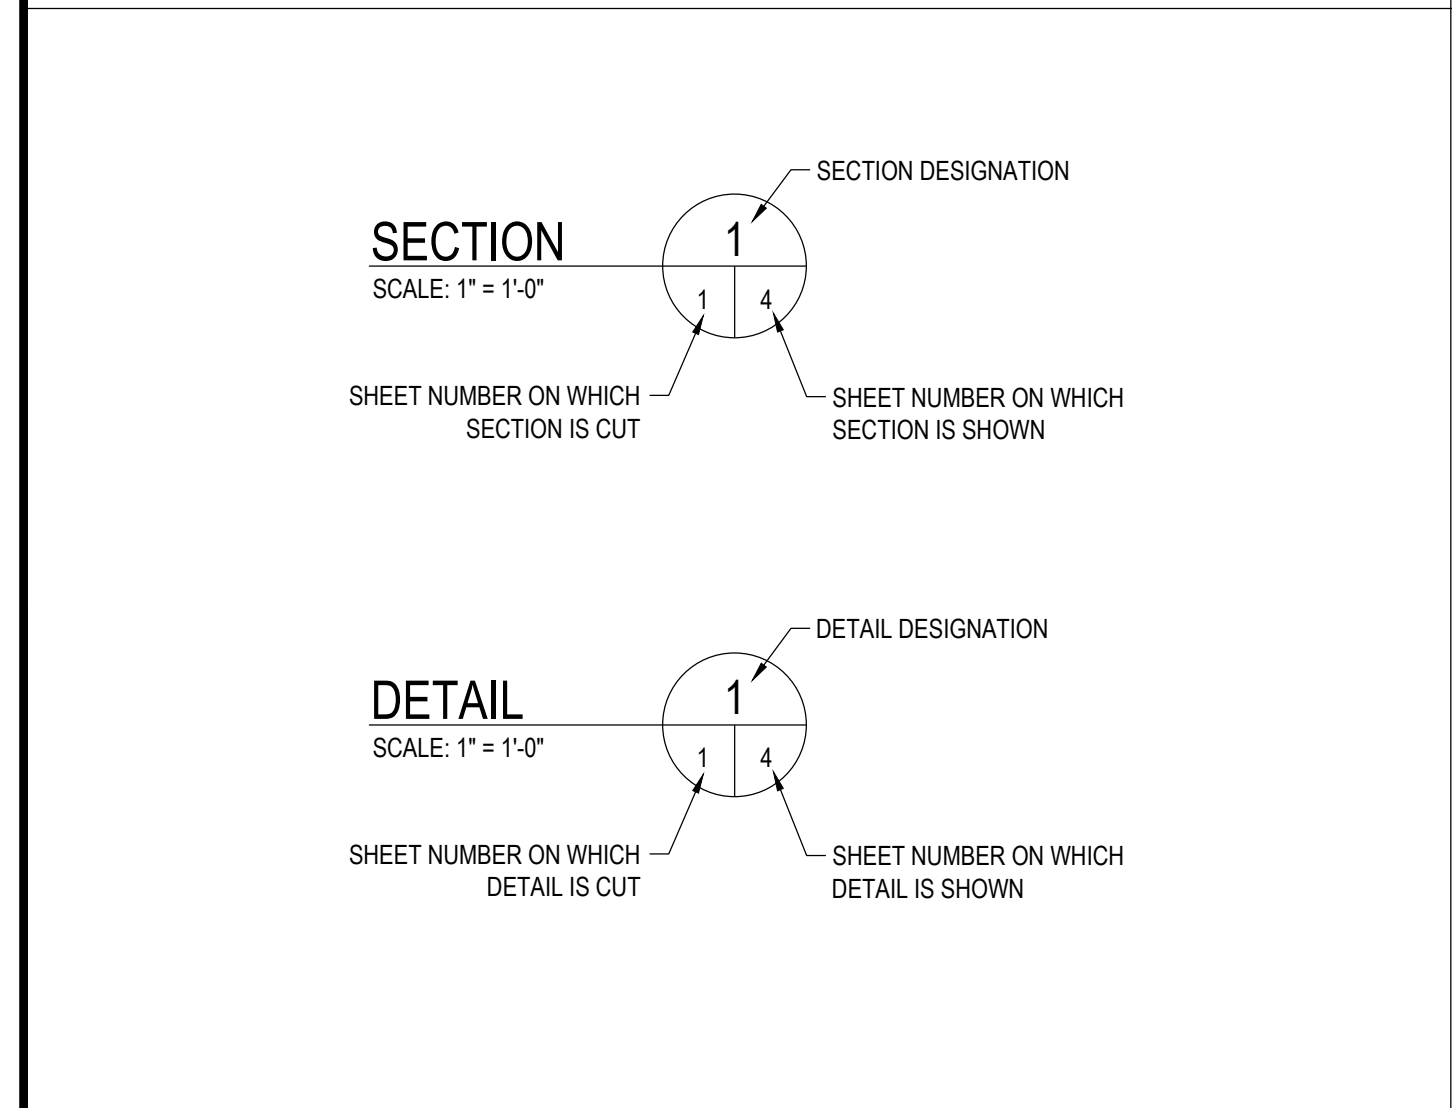 SECTION DESIGNATION
SECTION
1
SCALE: 1" = 1'-0"
1
4
SHEET NUMBER ON WHICH
SECTION IS CUT
SHEET NUMBER ON WHICH
SECTION IS SHOWN
DETAIL DESIGNATION
DETAIL
1
SCALE: 1" = 1'-0"
1
4
SHEET NUMBER ON WHICH
DETAIL IS CUT
SHEET NUMBER ON WHICH
DETAIL IS SHOWN